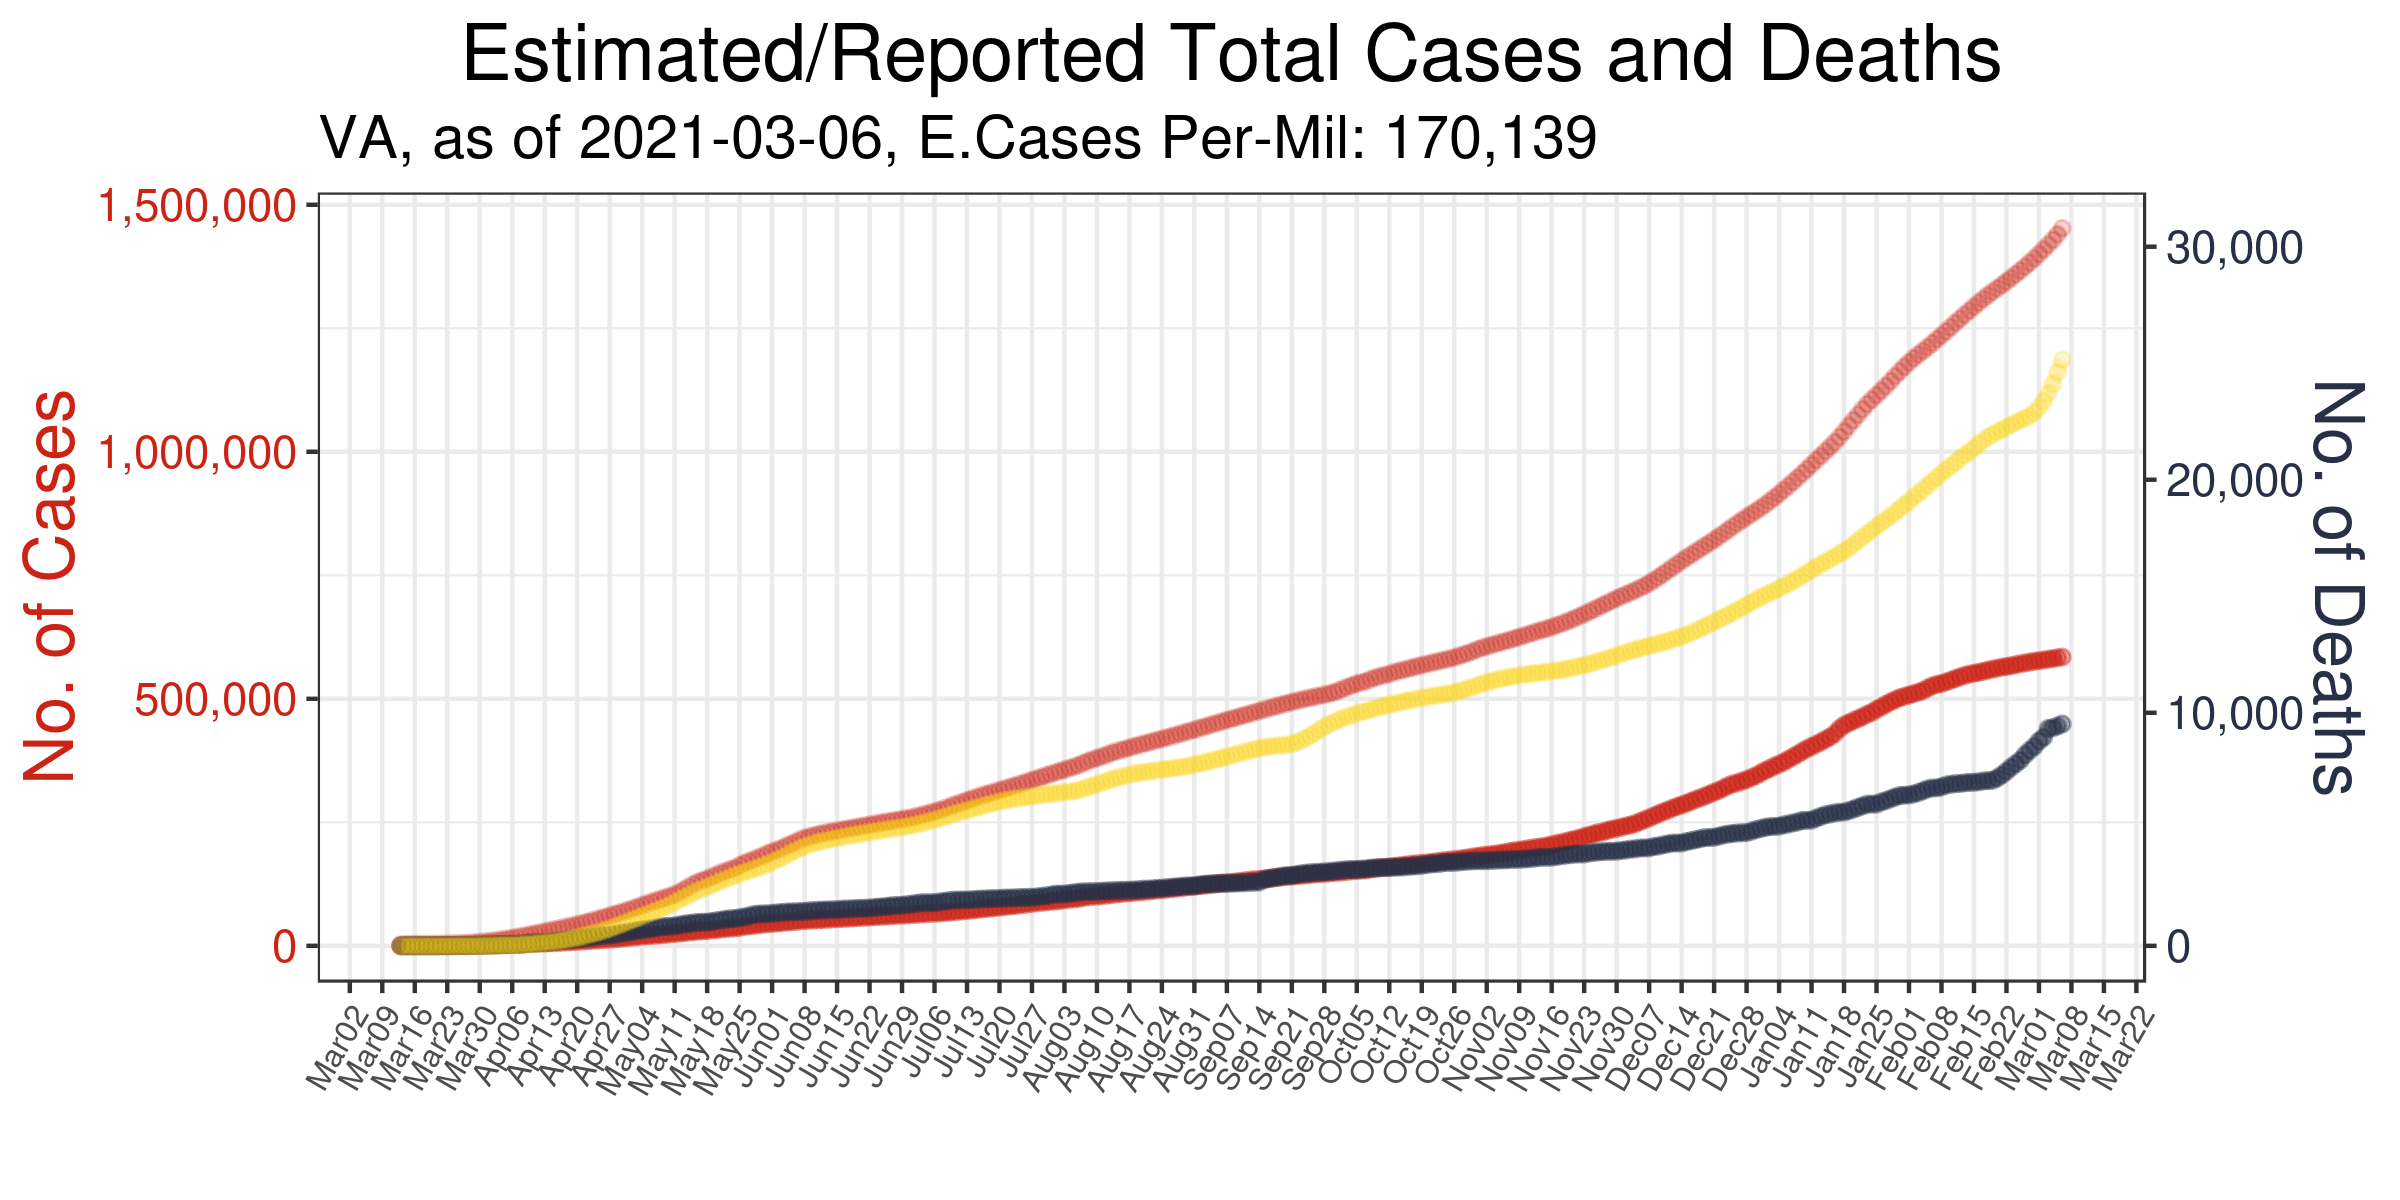 Estimated/Reported Total Cases and Deaths
VA, as of 2021-03-06, E.Cases Per-Mil: 170,139
No. of Cases
1,500,000
1,000,000
500,000
0
30,000
20,000
10,000
0
No. of Deaths
Mar02
Mar09
Mar16
Mar23
Mar30
Apr06
Apr13
Apr20
Apr27
May04
May11
May18
May25
Jun01
Jun08
Jun15
Jun22
Jun29
Jul06
Jul13
Jul20
Jul27
Aug03
Aug10
Aug17
Aug24
Aug31
Sep07
Sep14
Sep21
Sep28
Oct05
Oct12
Oct19
Oct26
Nov02
Nov09
Nov16
Nov23
Nov30
Dec07
Dec14
Dec21
Dec28
Jan04
Jan11
Jan18
Jan25
Feb01
Feb08
Feb15
Feb22
Mar01
Mar08
Mar15
Mar22